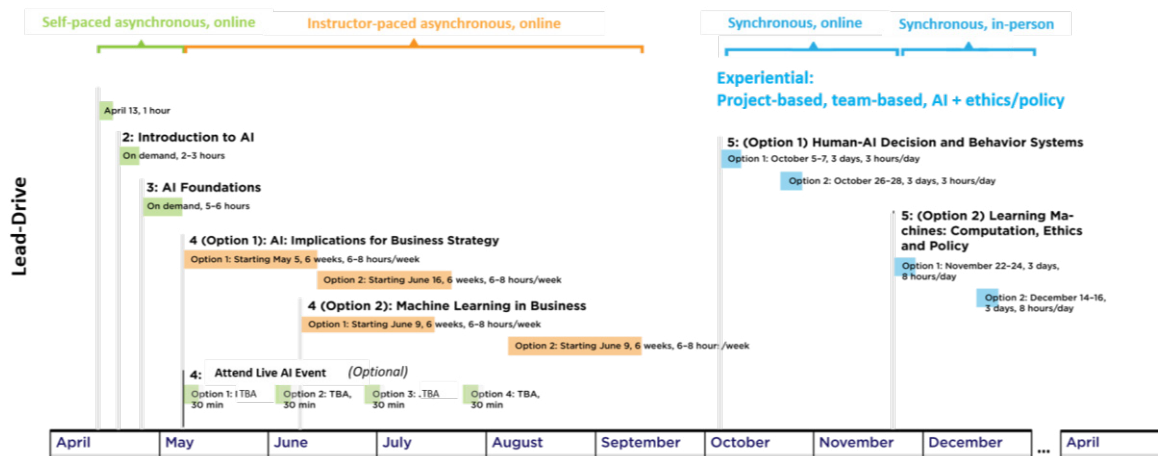 Self-paced asynchronous, online
Instructor-paced asynchronous, online
Synchronous, online
Synchronous, in-person
Experiential:
Project-based, team-based, AI + ethics/policy
Lead-Drive
April 13, 1 hour
2: Introduction to AI
On demand, 2–3 hours
3: AI Foundations
On demand, 5–6 hours
4 (Option 1): AI: Implications for Business Strategy
Option 1: Starting May 5, 6 weeks, 6–8 hours/week
Option 2: Starting June 16, 6 weeks, 6–8 hours/week
4 (Option 2): Machine Learning in Business
Option 1: Starting June 9, 6 weeks, 6–8 hours/week
Option 2: Starting June 9, 6 weeks, 6–8 hours/week
4: Attend Live AI Event (Optional)
Option 1: TBA,
30 min
Option 2: TBA,
30 min
Option 3: TBA
30 min
Option 4: TBA,
30 min
5: (Option 1) Human-AI Decision and Behavior Systems
Option 1: October 5–7, 3 days, 3 hours/day
Option 2: October 26–28, 3 days, 3 hours/day
5: (Option 2) Learning Ma-
chines: Computation, Ethics
and Policy
Option 1: November 22–24, 3 days,
8 hours/day
Option 2: December 14–16,
3 days, 8 hours/day
April
May
June
July
August
September
October
November
December
...
April